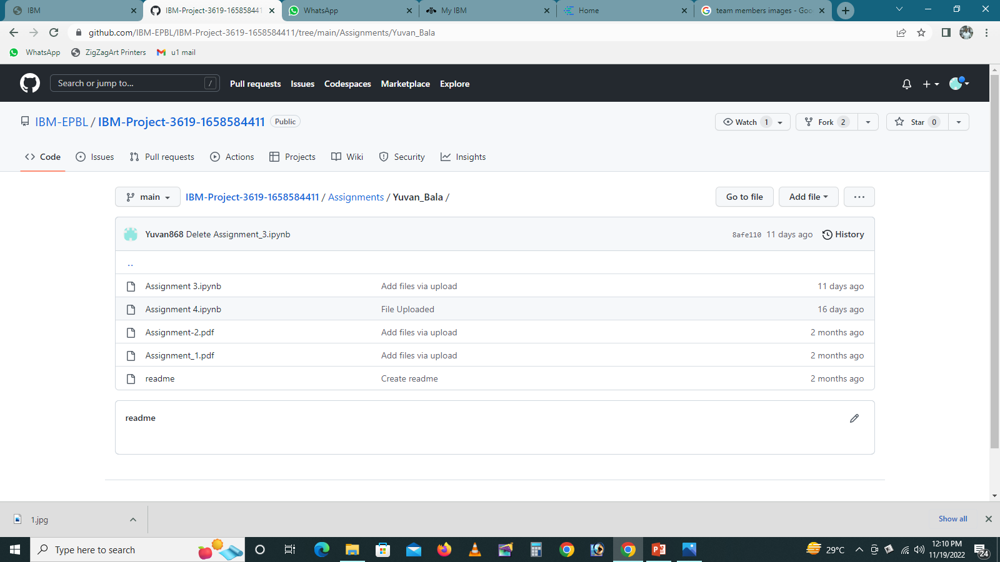 IBM
IBM-Project-3619-165858441
WhatsApp
My IBM
Home
team members images - Goo
github.com/IBM-EPBL/IBM-Project-3619-1658584411/tree/main/Assignments/Yuvan_Bala
WhatsApp
ZigZagArt Printers
u1 mail
Search or jump to...
/
Pull requests
Issues
Codespaces
Marketplace
Explore
IBM-EPBL / IBM-Project-3619-1658584411
Public
Watch 1
Fork 2
Star 0
Code
Issues
Pull requests
Actions
Projects
Wiki
Security
Insights
main
IBM-Project-3619-1658584411 / Assignments / Yuvan_Bala /
Go to file
Add file
...
Yuvan868 Delete Assignment_3.ipynb
8afe110 11 days ago
History
..
Assignment 3.ipynb
Add files via upload
11 days ago
Assignment 4.ipynb
File Uploaded
16 days ago
Assignment-2.pdf
Add files via upload
2 months ago
Assignment_1.pdf
Add files via upload
2 months ago
readme
Create readme
2 months ago
readme
1.jpg
Show all
Type here to search
29°C
12:10 PM
11/19/2022
24